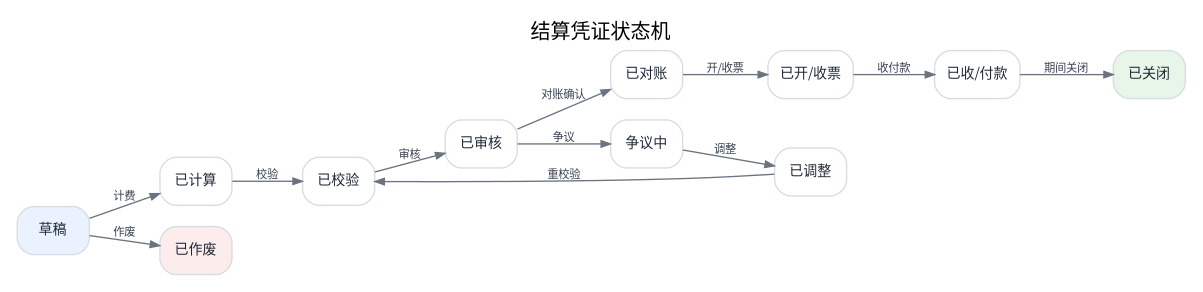 结算凭证状态机
已对账
开/收票
已开/收票
收付款
已收/付款
期间关闭
已关闭
对账确认
已审核
争议
争议中
调整
已调整
审核
已校验
重校验
校验
已计算
计费
草稿
作废
已作废